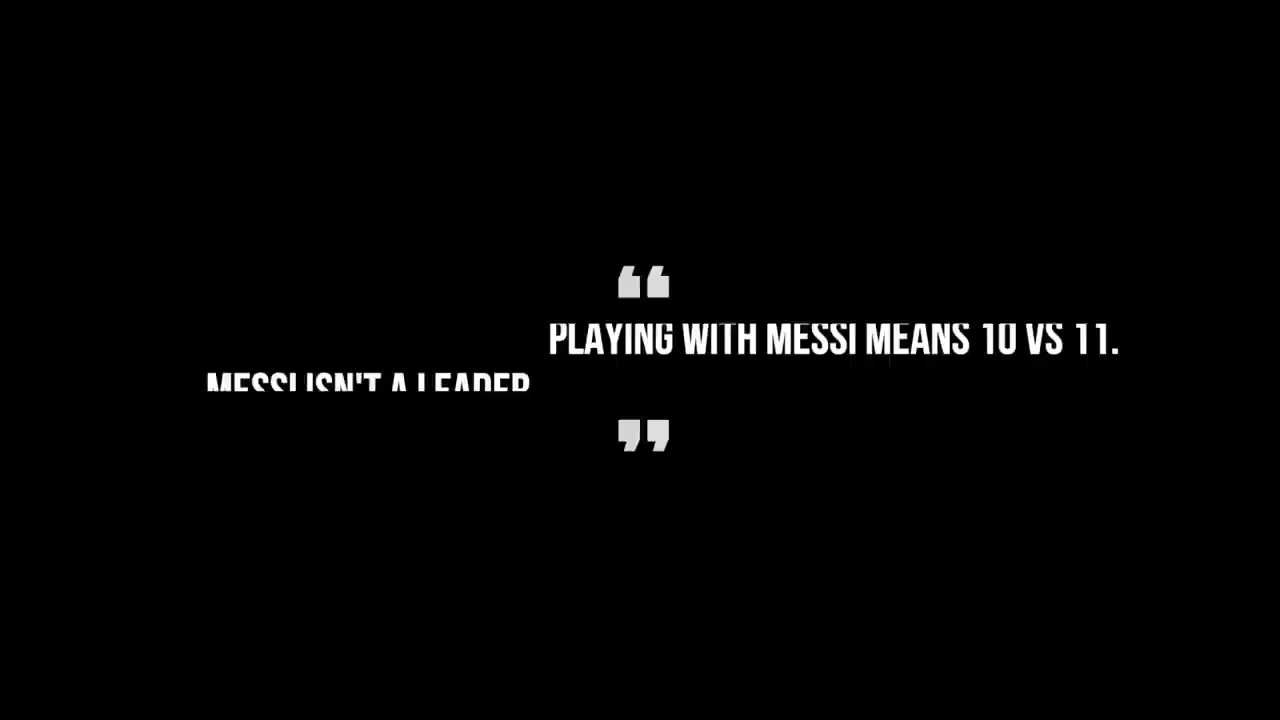 “
PLAYING WITH MESSI MEANS 10 VS 11.
MESSI ISN'T A LEADER
”